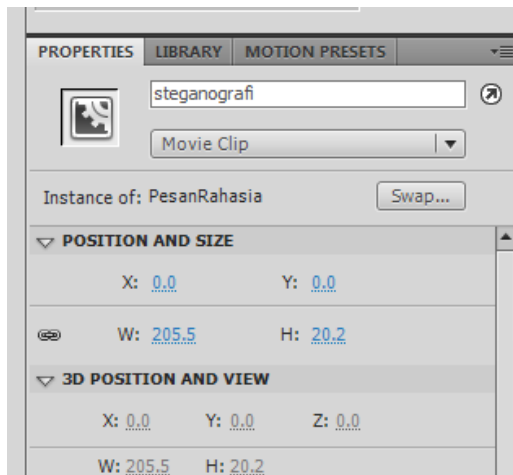 PROPERTIES LIBRARY MOTION PRESETS
steganografi
Movie Clip
Instance of: PesanRahasia Swap...
POSITION AND SIZE
X: 0.0 Y: 0.0
W: 205.5 H: 20.2
3D POSITION AND VIEW
X: 0.0 Y: 0.0 Z: 0.0
W: 205.5 H: 20.2